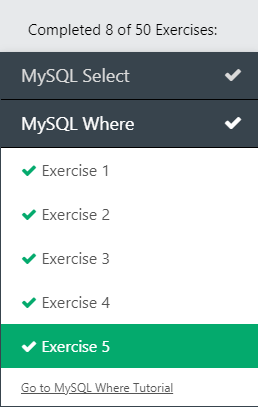 Completed 8 of 50 Exercises:
MySQL Select
MySQL Where
Exercise 1
Exercise 2
Exercise 3
Exercise 4
Exercise 5
Go to MySQL Where Tutorial